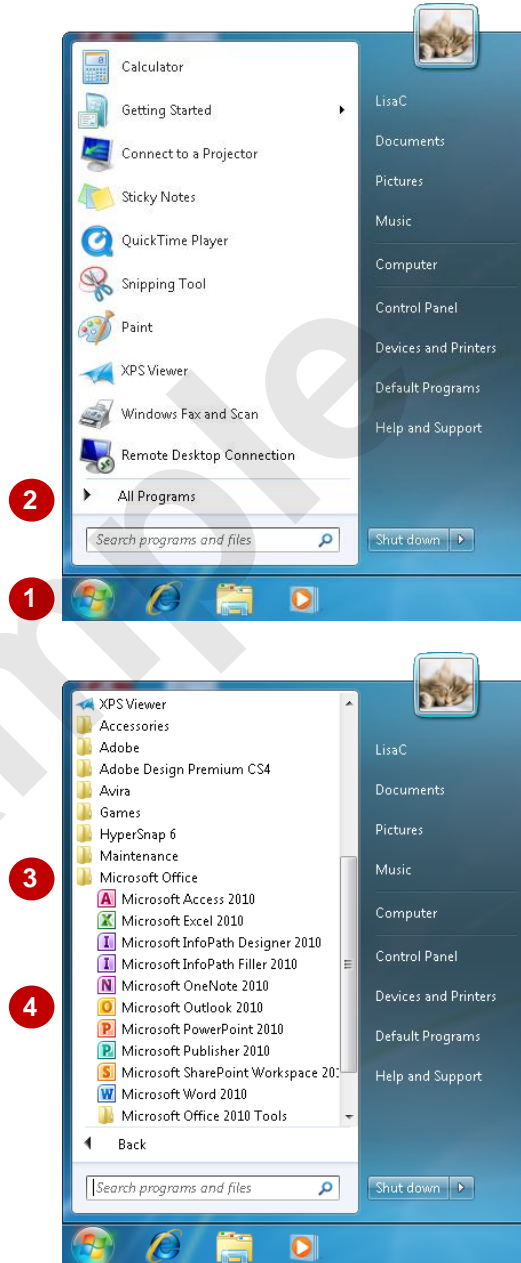 Calculator
Getting Started
Connect to a Projector
Sticky Notes
QuickTime Player
Snipping Tool
Paint
XPS Viewer
Windows Fax and Scan
Remote Desktop Connection
2
All Programs
Search programs and files
LisaC
Documents
Pictures
Music
Computer
Control Panel
Devices and Printers
Default Programs
Help and Support
Shut down
1
XPS Viewer
Accessories
Adobe
Adobe Design Premium CS4
Avira
Games
HyperSnap 6
Maintenance
3
Microsoft Office
A Microsoft Access 2010
X Microsoft Excel 2010
I Microsoft InfoPath Designer 2010
I Microsoft InfoPath Filler 2010
N Microsoft OneNote 2010
4
O Microsoft Outlook 2010
P Microsoft PowerPoint 2010
P Microsoft Publisher 2010
S Microsoft SharePoint Workspace 20
W Microsoft Word 2010
Microsoft Office 2010 Tools
Back
Search programs and files
LisaC
Documents
Pictures
Music
Computer
Control Panel
Devices and Printers
Default Programs
Help and Support
Shut down
mple